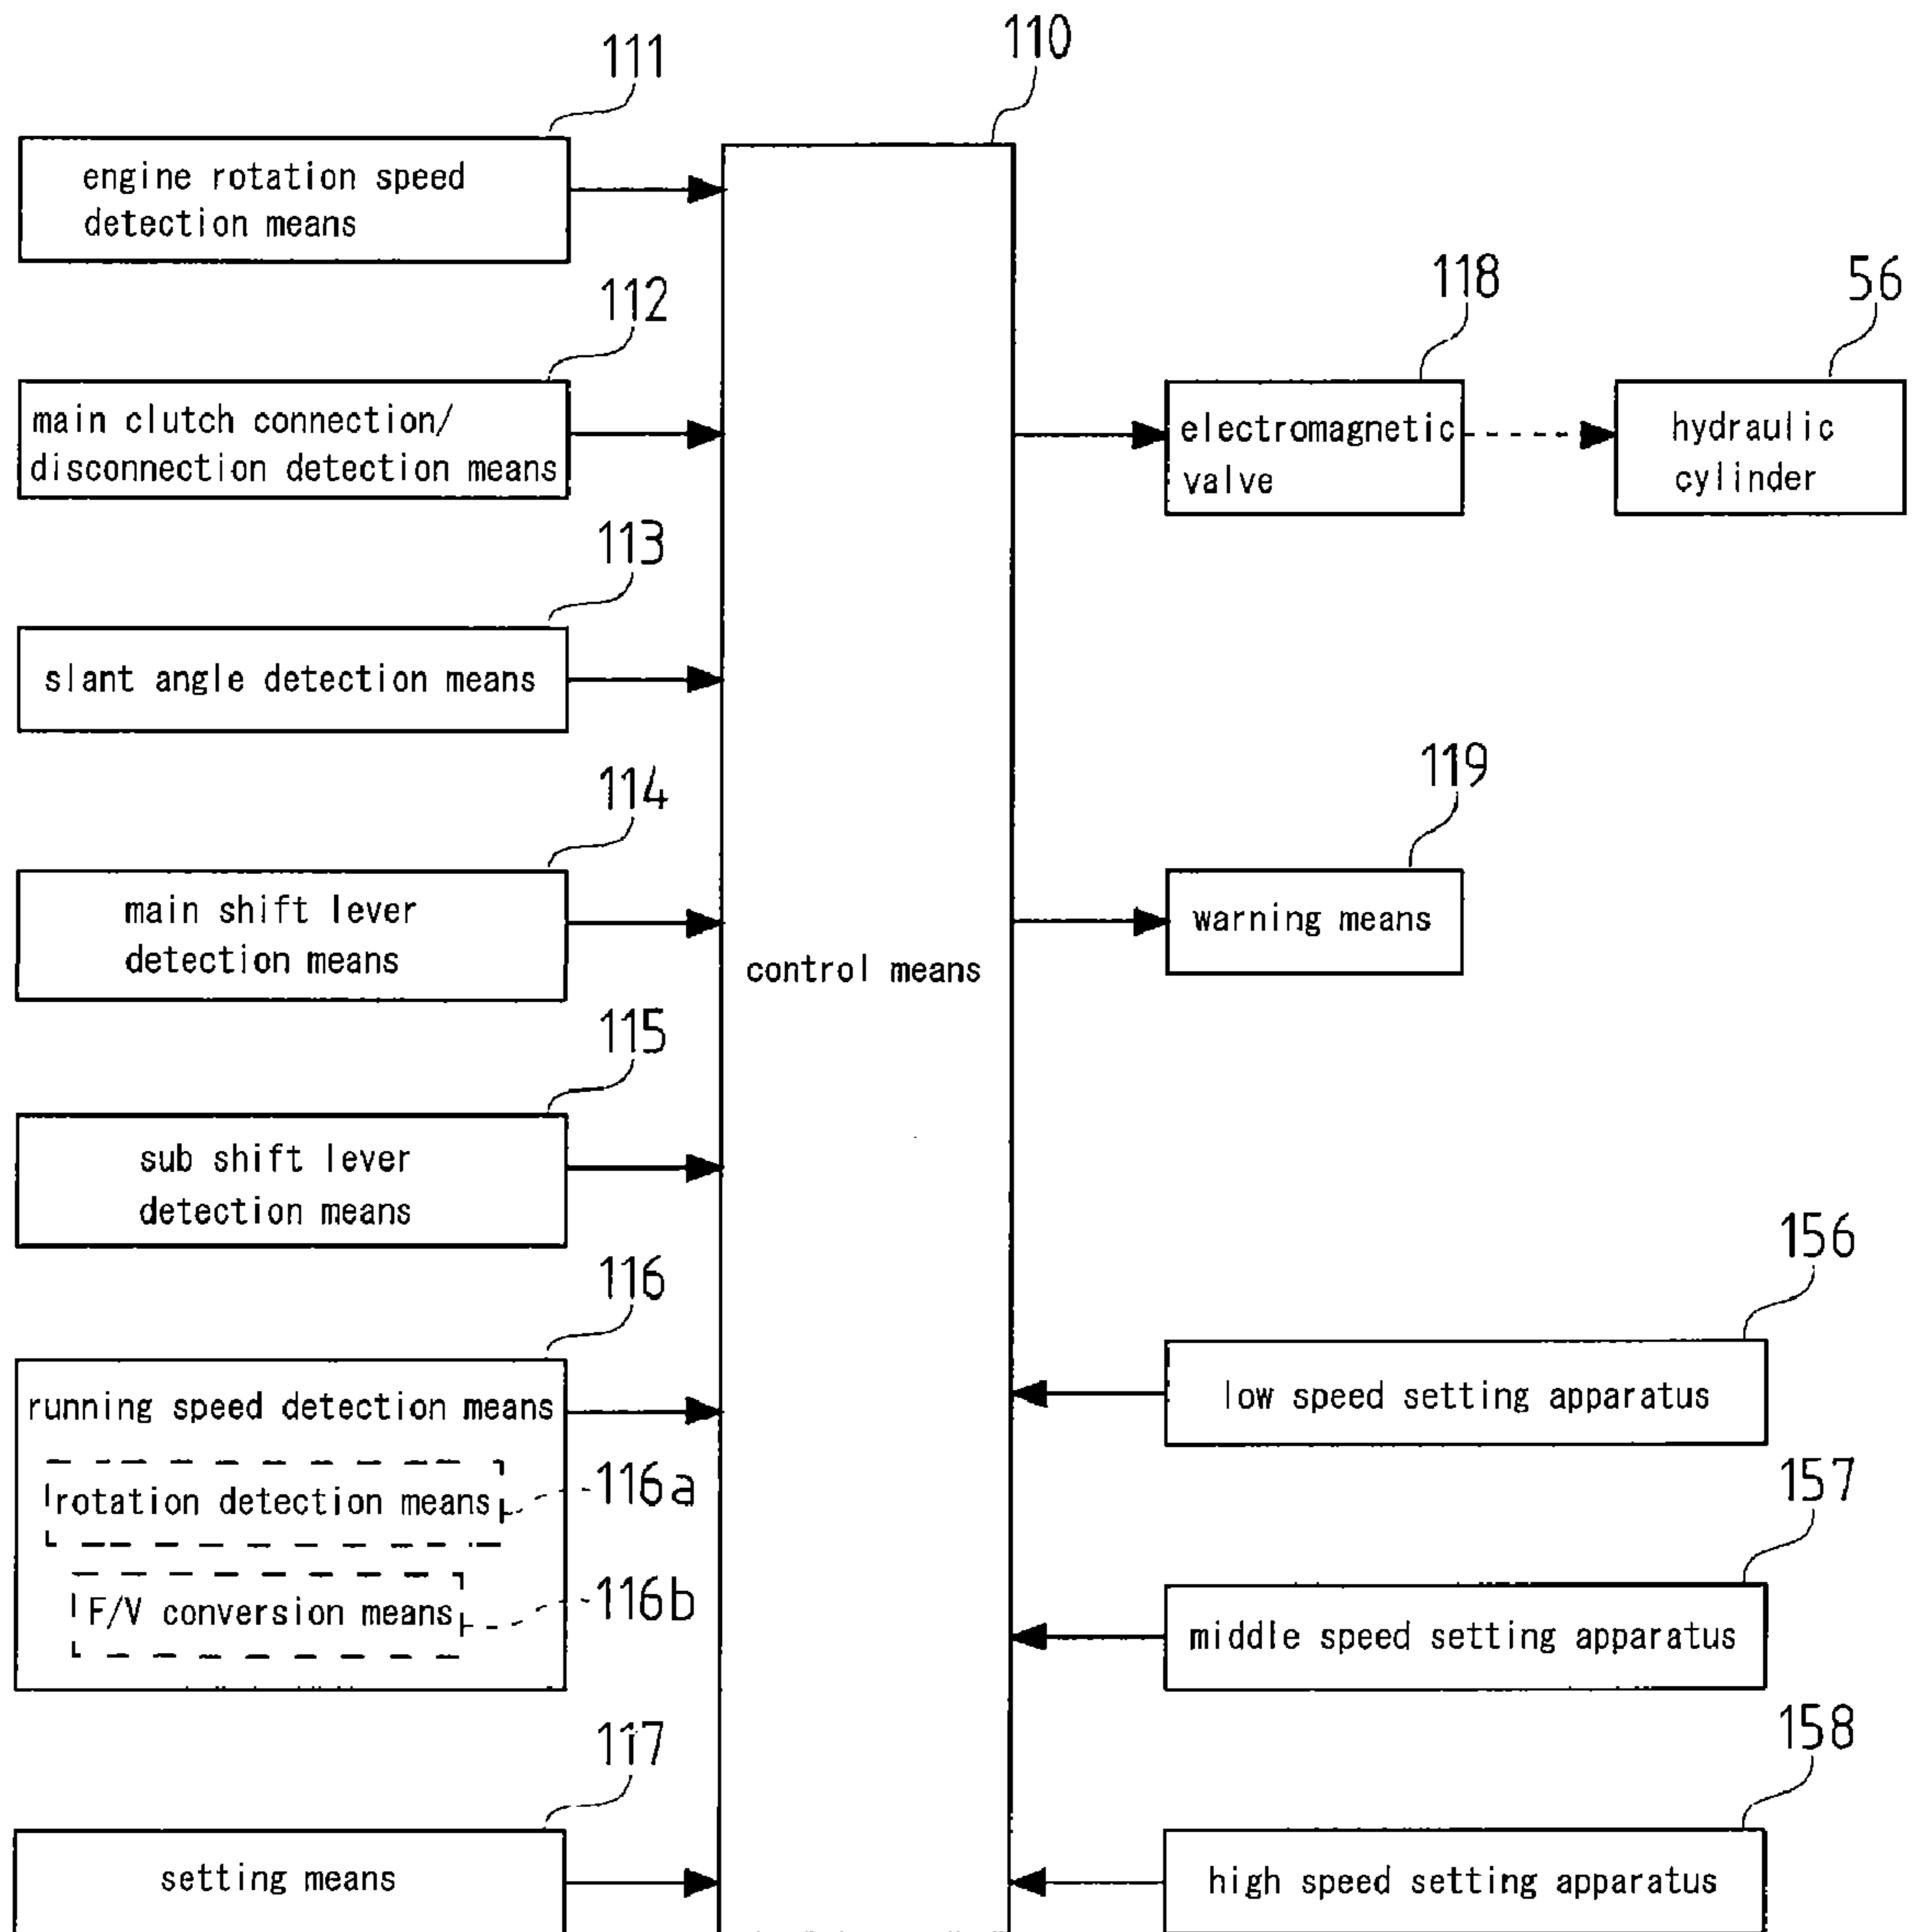 110
111
engine rotation speed
detection means
112
main clutch connection/
disconnection detection means
113
slant angle detection means
114
main shift lever
detection means
115
sub shift lever
detection means
116
running speed detection means
rotation detection means
116a
F/V conversion means
116b
117
setting means
control means
118
electromagnetic
valve
56
hydraulic
cylinder
119
warning means
156
low speed setting apparatus
157
middle speed setting apparatus
158
high speed setting apparatus